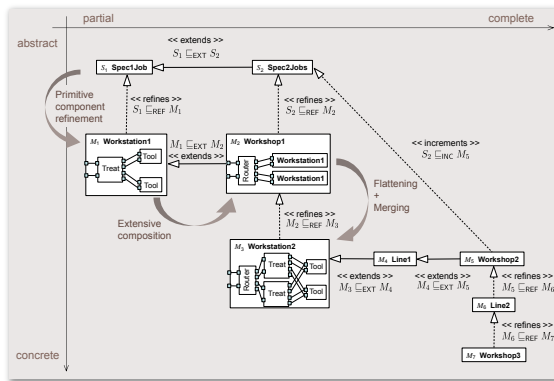 partial
complete
abstract
<< extends >>
S₁ ⊑EXT S₂
S₁ Spec1Job
S₂ Spec2Jobs
Primitive
component
refinement
<< refines >>
S₁ ⊑REF M₁
<< refines >>
S₂ ⊑REF M₂
<< increments >>
S₂ ⊑INC M₅
M₁ Workstation1
Treat
Tool
Tool
M₁ ⊑EXT M₂
<< extends >>
M₂ Workshop1
Router
Workstation1
Workstation1
Flattening
+
Merging
Extensive
composition
<< refines >>
M₂ ⊑REF M₃
M₃ Workstation2
Router
Treat
Treat
Tool
Tool
M₄ Line1
M₅ Workshop2
<< extends >>
M₃ ⊑EXT M₄
<< extends >>
M₄ ⊑EXT M₅
<< refines >>
M₅ ⊑REF M₆
M₆ Line2
<< refines >>
M₆ ⊑REF M₇
M₇ Workshop3
concrete